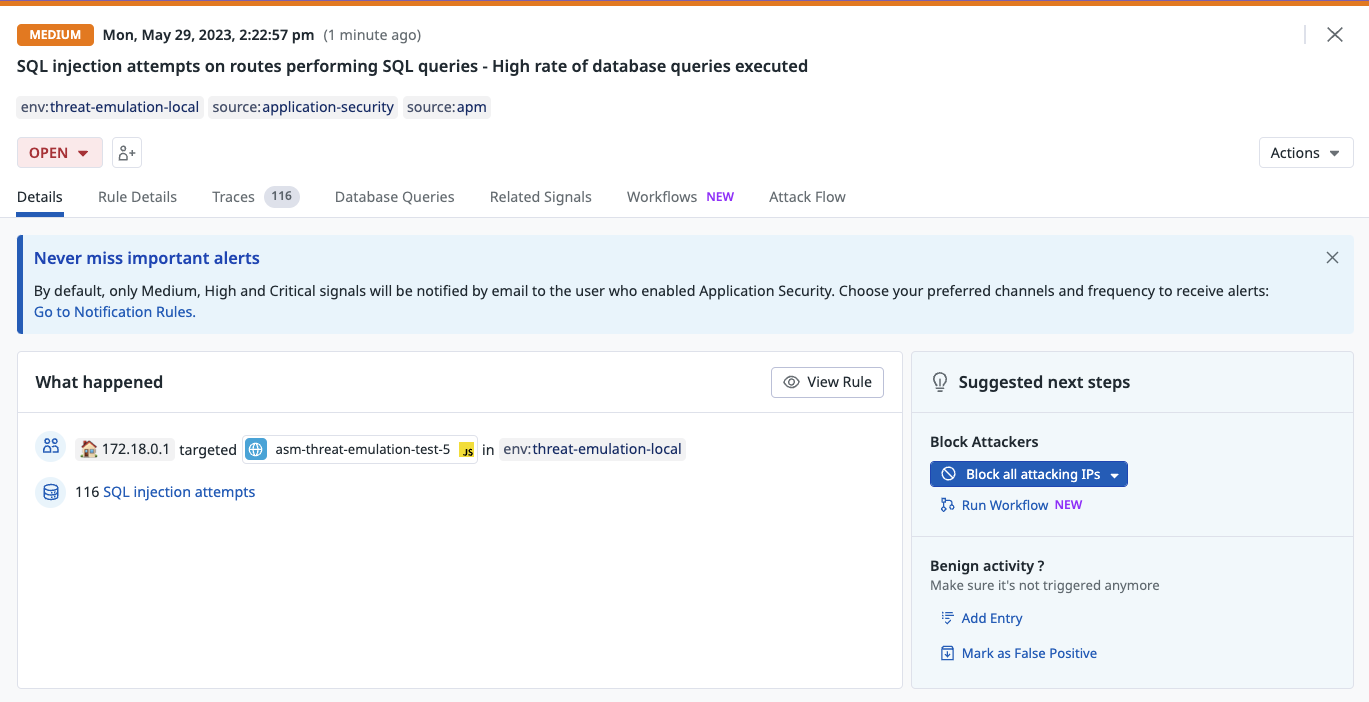 MEDIUM Mon, May 29, 2023, 2:22:57 pm (1 minute ago)
SQL injection attempts on routes performing SQL queries - High rate of database queries executed
env:threat-emulation-local source:application-security source:apm
OPEN Actions
Details Rule Details Traces 116 Database Queries Related Signals Workflows NEW Attack Flow
Never miss important alerts
By default, only Medium, High and Critical signals will be notified by email to the user who enabled Application Security. Choose your preferred channels and frequency to receive alerts:
Go to Notification Rules.
What happened View Rule
172.18.0.1 targeted asm-threat-emulation-test-5 JS in env:threat-emulation-local
116 SQL injection attempts
Suggested next steps
Block Attackers
Block all attacking IPs
Run Workflow NEW
Benign activity ?
Make sure it's not triggered anymore
Add Entry
Mark as False Positive